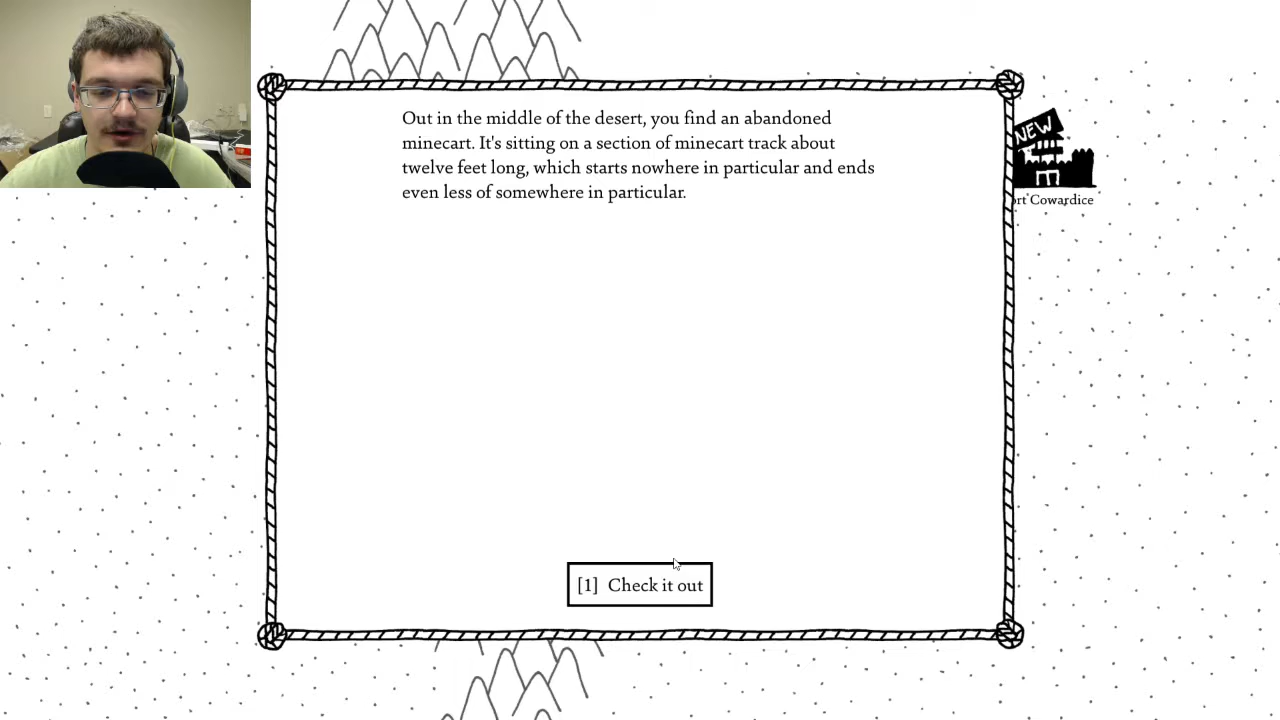 Out in the middle of the desert, you find an abandoned
minecart. It's sitting on a section of minecart track about
twelve feet long, which starts nowhere in particular and ends
even less of somewhere in particular.
NEW
ort Cowardice
[1] Check it out